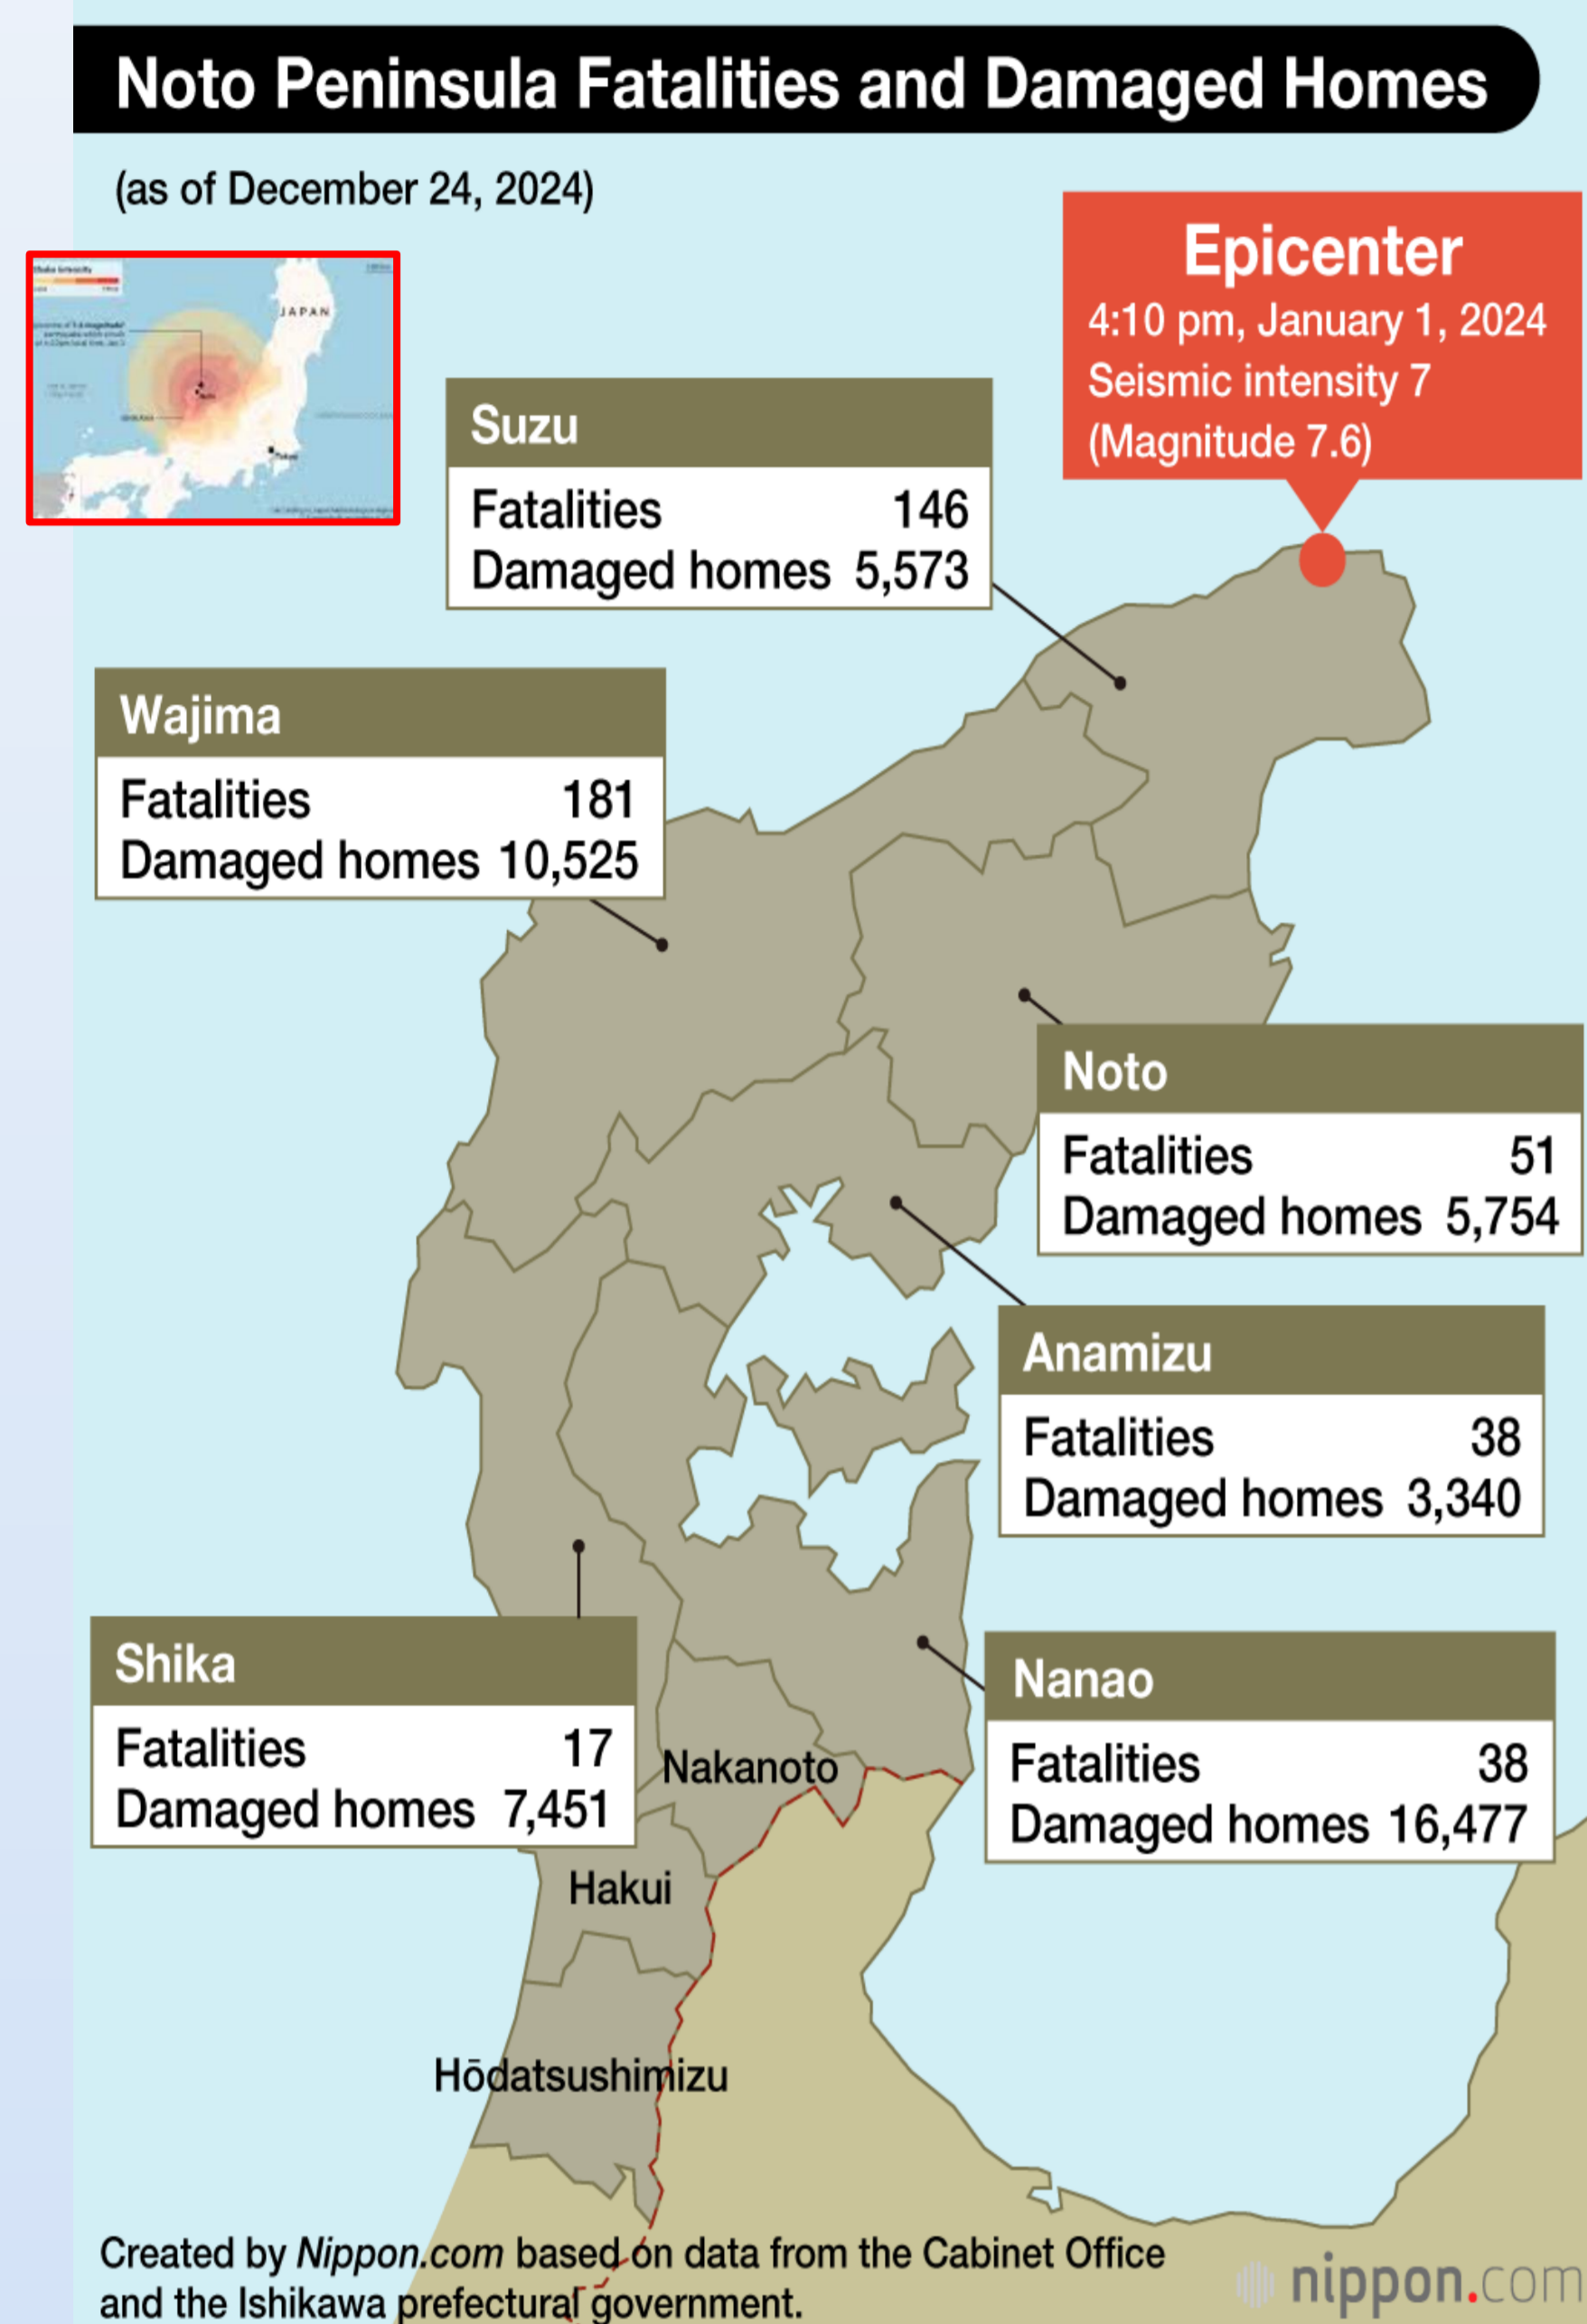 Noto Peninsula Fatalities and Damaged Homes
(as of December 24, 2024)
Epicenter
4:10 pm, January 1, 2024
Seismic intensity 7
(Magnitude 7.6)
JAPAN
Tokyo
Suzu
Fatalities 146
Damaged homes 5,573
Wajima
Fatalities 181
Damaged homes 10,525
Noto
Fatalities 51
Damaged homes 5,754
Anamizu
Fatalities 38
Damaged homes 3,340
Shika
Fatalities 17
Damaged homes 7,451
Nanao
Fatalities 38
Damaged homes 16,477
Nakanoto
Hakui
Hōdatsushimizu
Created by Nippon.com based on data from the Cabinet Office
and the Ishikawa prefectural government.
nippon.com